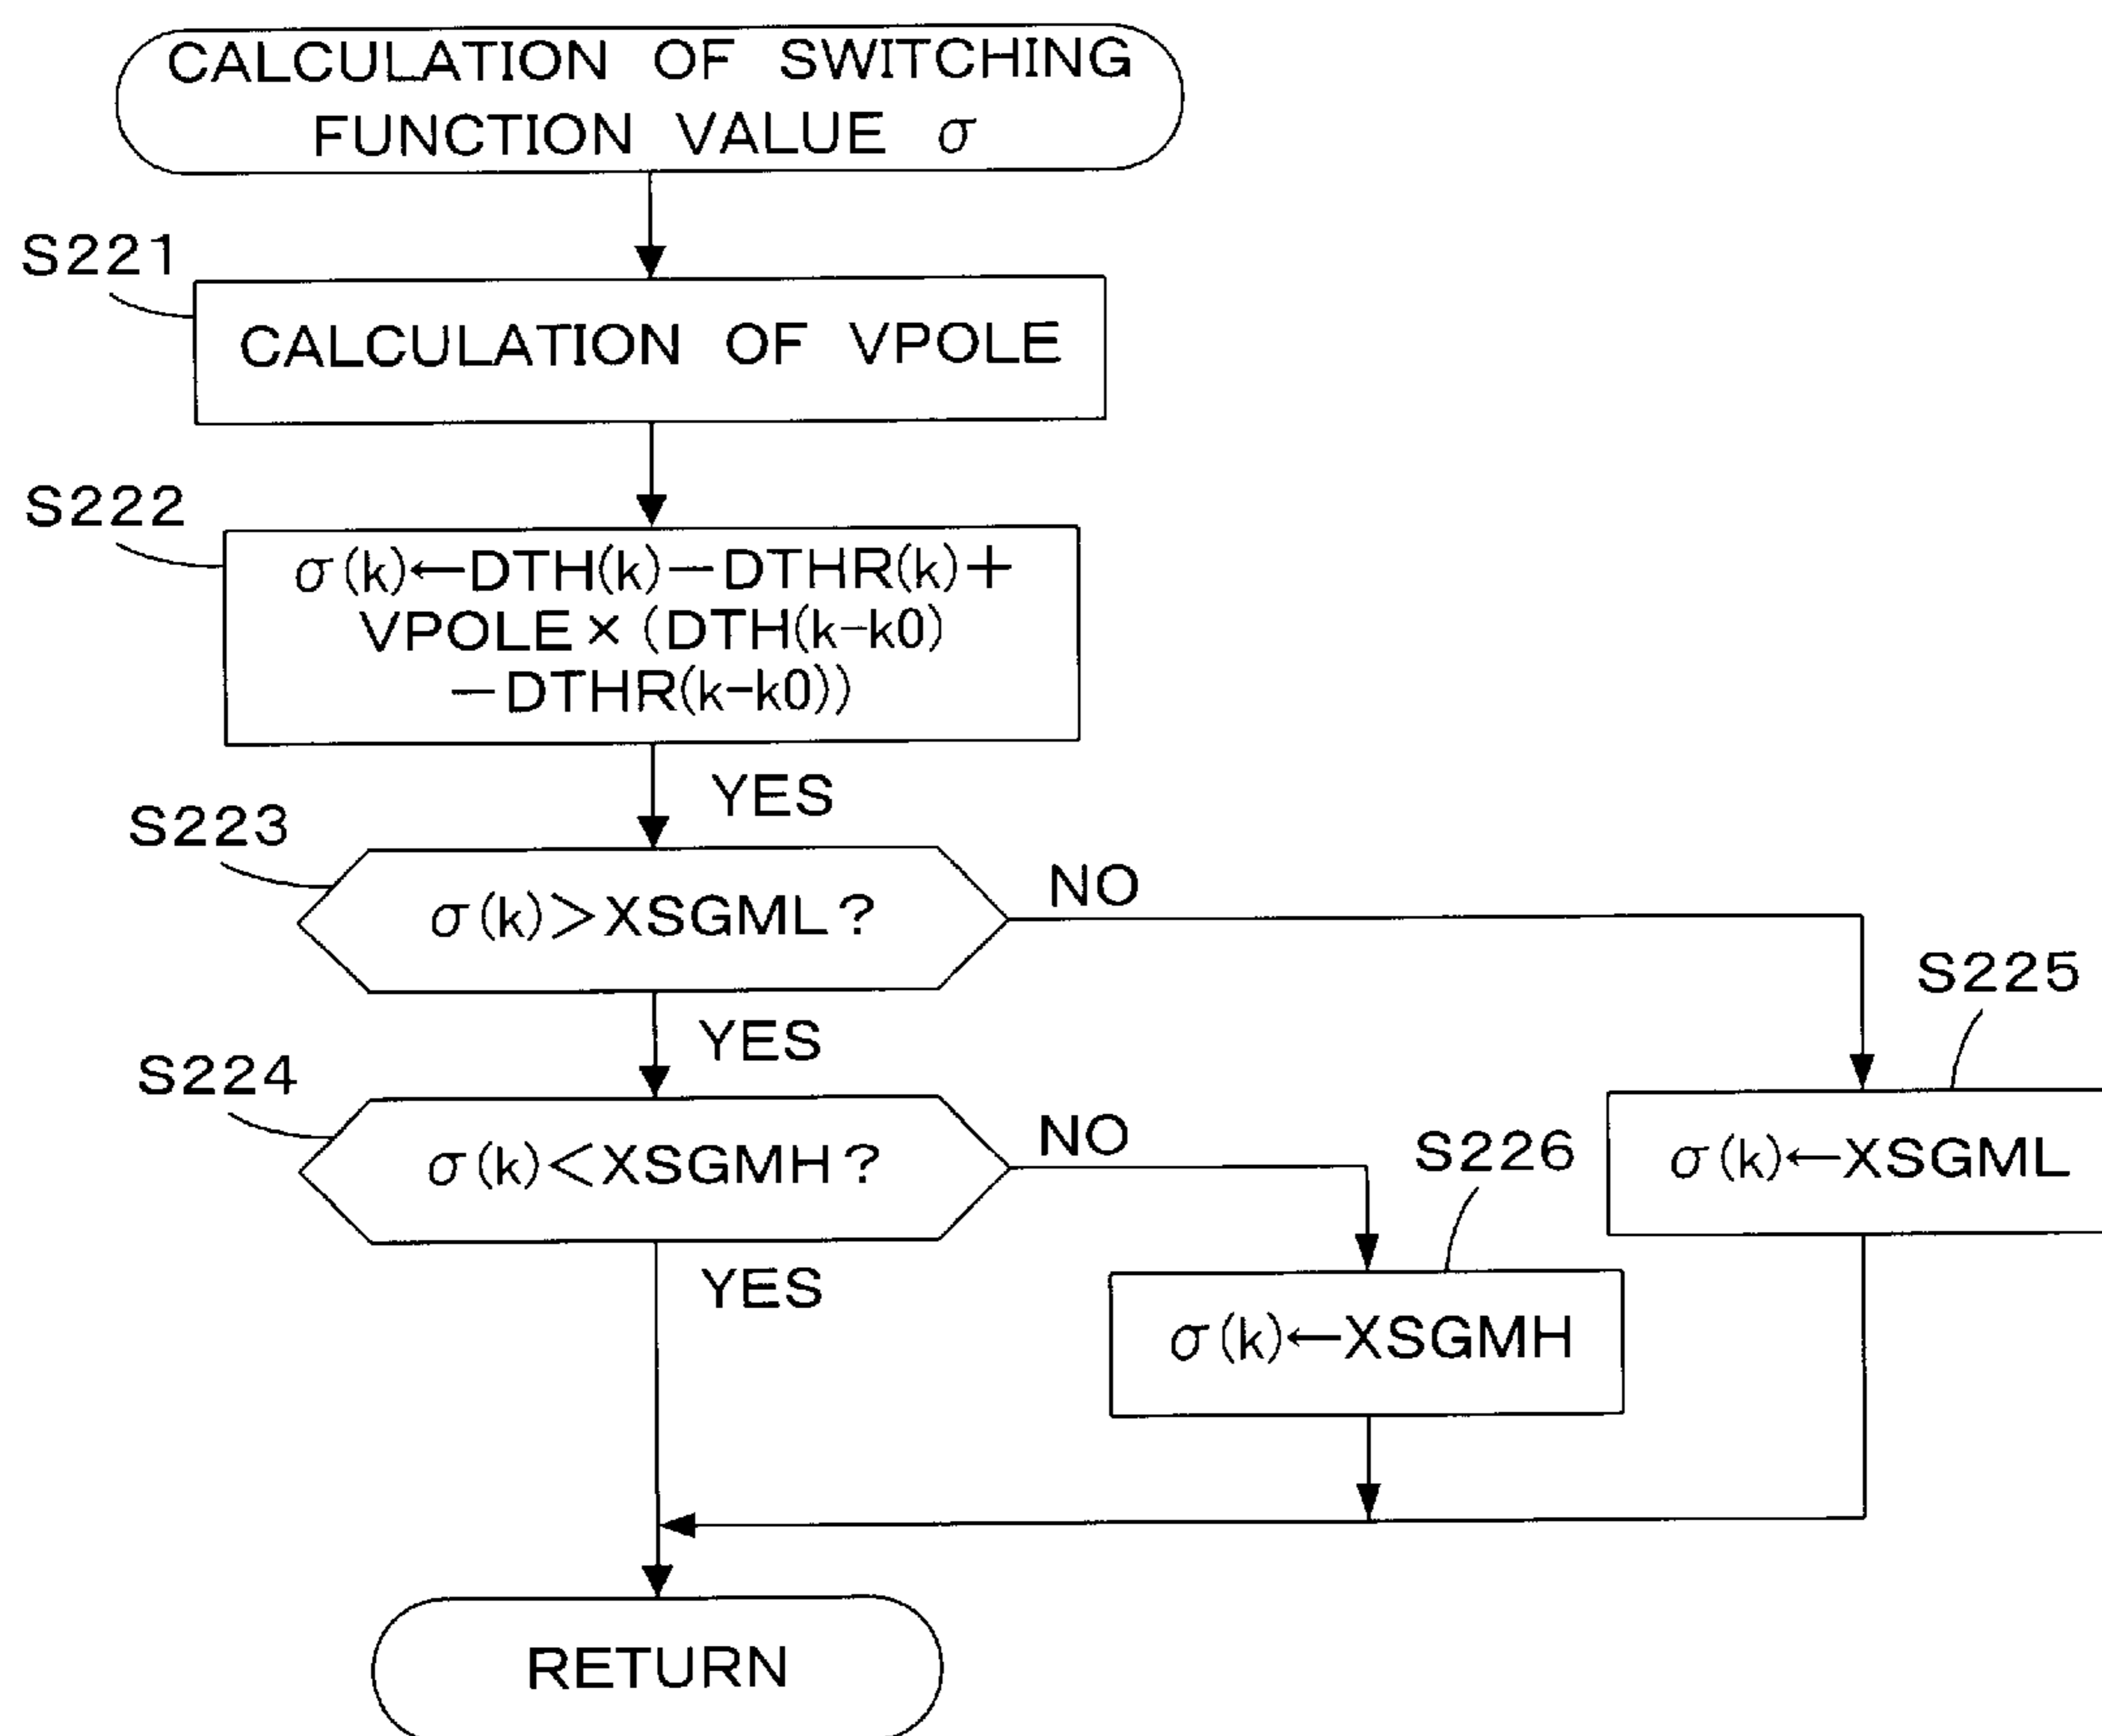 CALCULATION OF SWITCHING
FUNCTION VALUE σ
S221
CALCULATION OF VPOLE
S222
σ(k)←DTH(k)−DTHR(k)+
VPOLE×(DTH(k-k0)
−DTHR(k-k0))
YES
S223
σ(k)>XSGML?
NO
YES
S225
σ(k)←XSGML
S224
σ(k)<XSGMH?
NO
YES
S226
σ(k)←XSGMH
RETURN